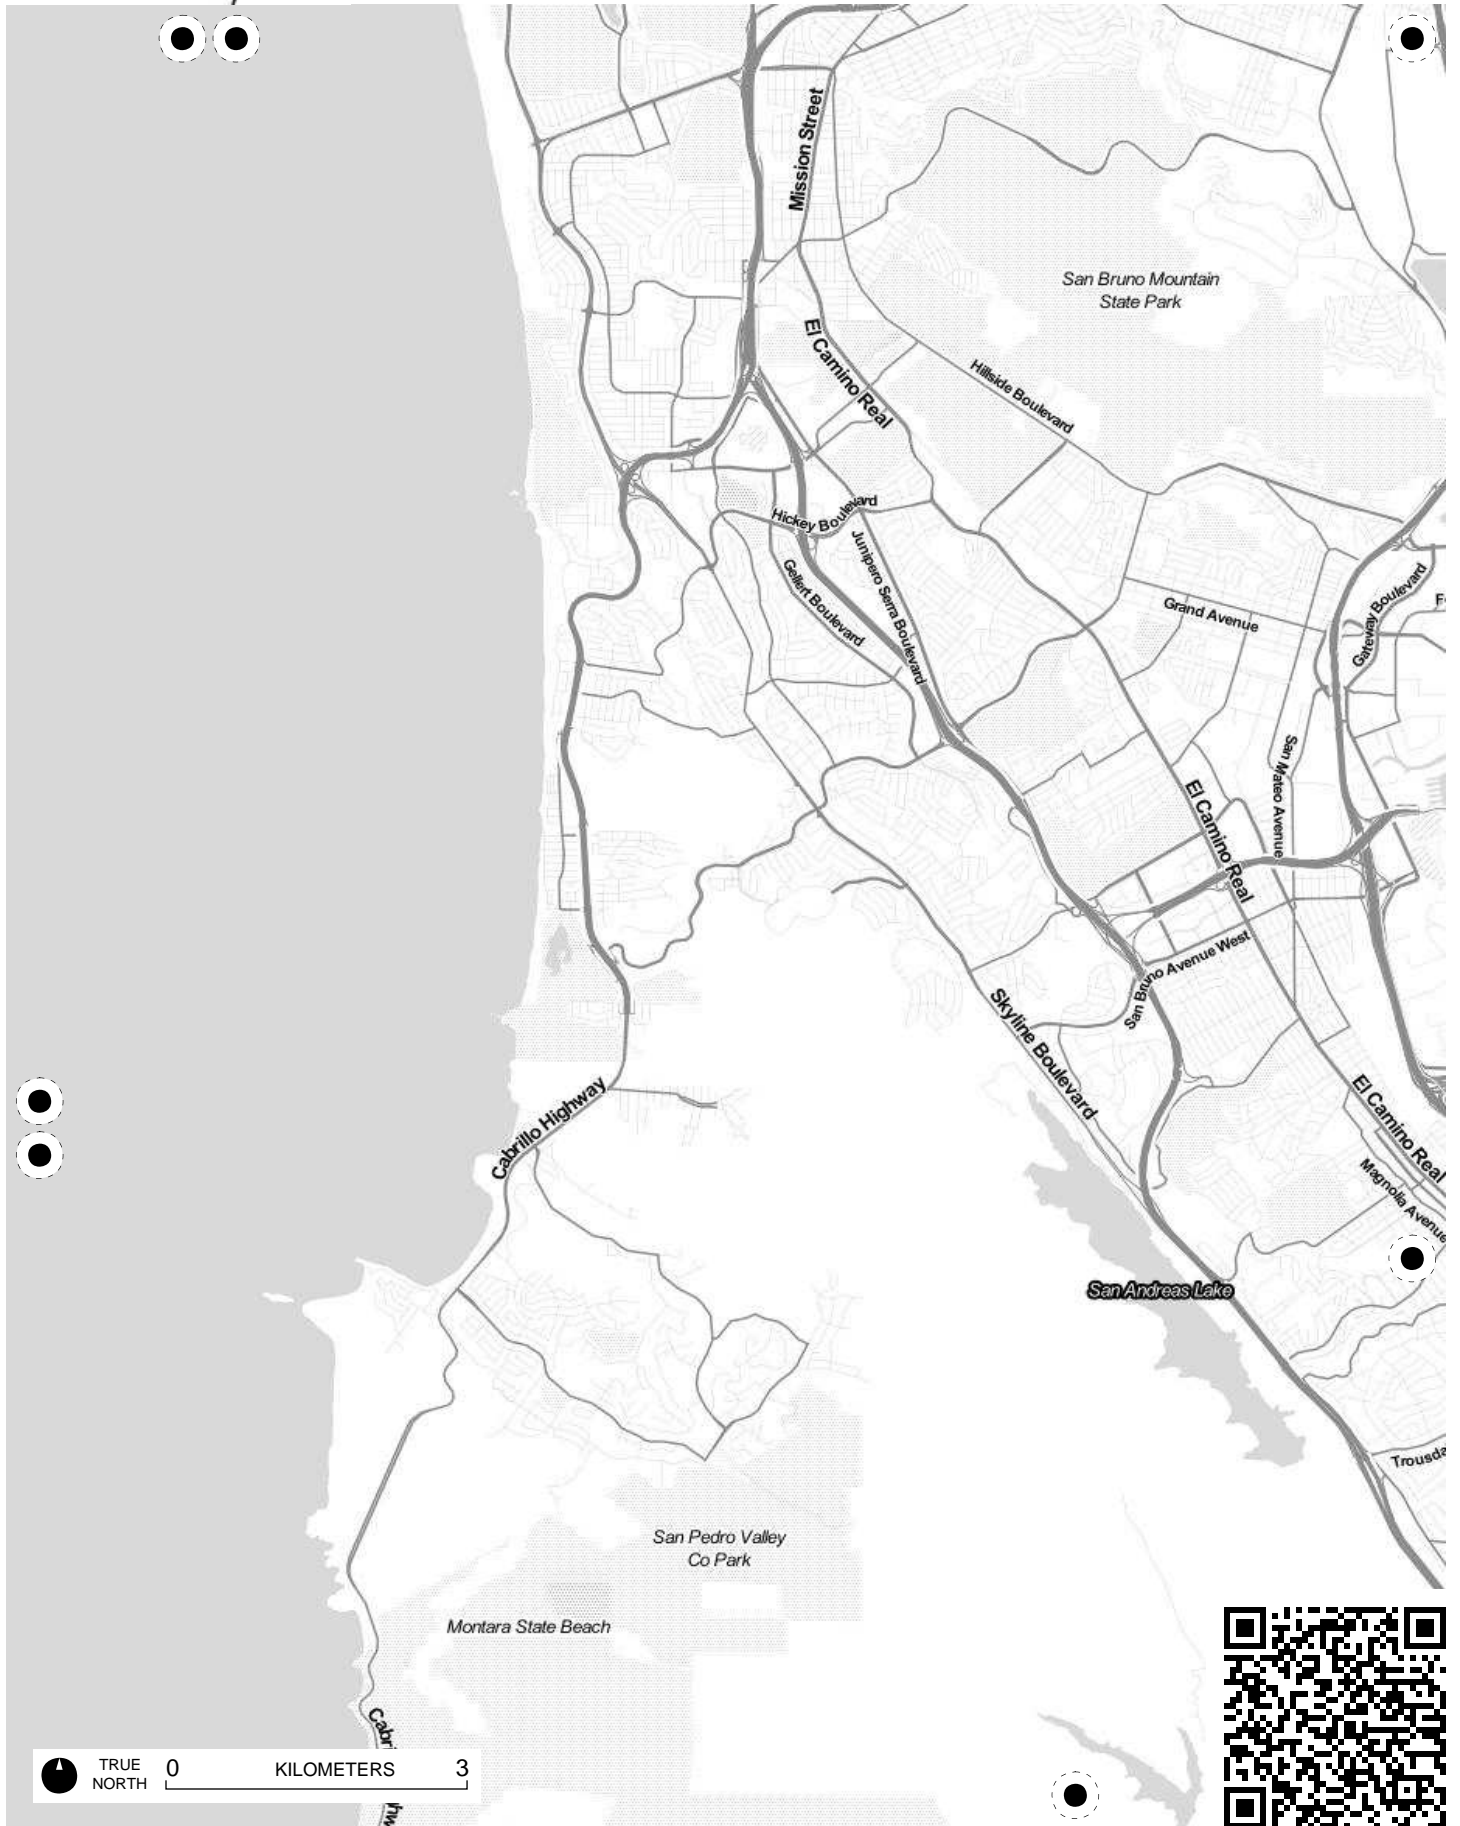 Mission Street
San Bruno Mountain
State Park
El Camino Real
Hillside Boulevard
Hickey Boulevard
Junipero Serra Boulevard
Gellert Boulevard
Grand Avenue
Gateway Boulevard
San Mateo Avenue
El Camino Real
San Bruno Avenue West
Skyline Boulevard
Cabrillo Highway
El Camino Real
Magnolia Avenue
San Andreas Lake
Trousda
San Pedro Valley
Co Park
Montara State Beach
Cabri
hw
TRUE
NORTH
0 KILOMETERS 3